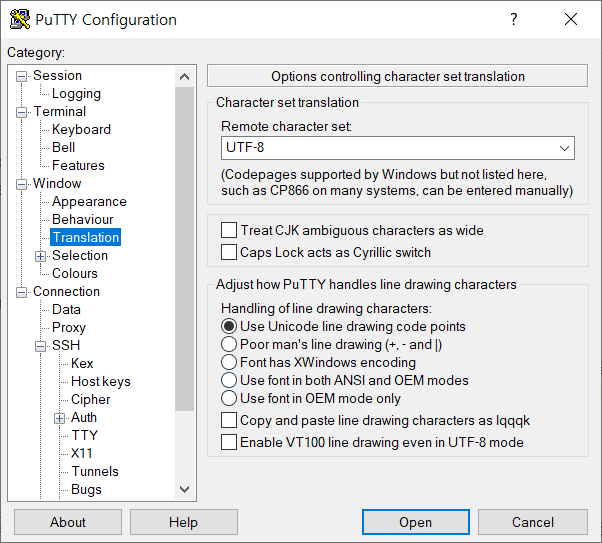 PuTTY Configuration
?
Category:
Session
Logging
Terminal
Keyboard
Bell
Features
Window
Appearance
Behaviour
Translation
Selection
Colours
Connection
Data
Proxy
SSH
Kex
Host keys
Cipher
Auth
TTY
X11
Tunnels
Bugs
Options controlling character set translation
Character set translation
Remote character set:
UTF-8
(Codepages supported by Windows but not listed here,
such as CP866 on many systems, can be entered manually)
Treat CJK ambiguous characters as wide
Caps Lock acts as Cyrillic switch
Adjust how PuTTY handles line drawing characters
Handling of line drawing characters:
Use Unicode line drawing code points
Poor man's line drawing (+, - and |)
Font has XWindows encoding
Use font in both ANSI and OEM modes
Use font in OEM mode only
Copy and paste line drawing characters as lqqqk
Enable VT100 line drawing even in UTF-8 mode
About
Help
Open
Cancel